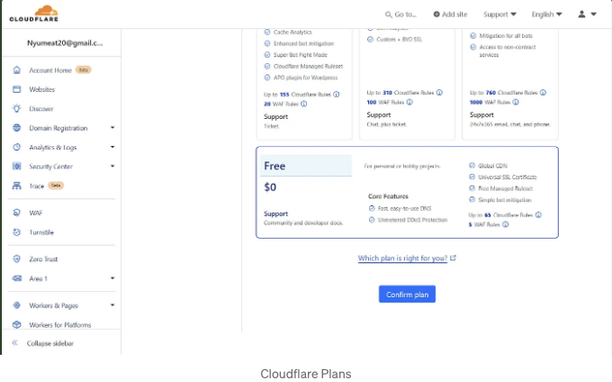 CLOUDFLARE
Go to...
Add site
Support
English
Nyumeat20@gmail.c...
Account Home Beta
Websites
Discover
Domain Registration
Analytics & Logs
Security Center
Trace Beta
WAF
Turnstile
Zero Trust
Area 1
Workers & Pages
Workers for Platforms
Collapse sidebar
Cache Analytics
Enhanced bot mitigation
Super Bot Fight Mode
Cloudflare Managed Ruleset
APO plugin for Wordpress
Up to 155 Cloudflare Rules
20 WAF Rules
Support
Ticket.
Custom + BYO SSL
Up to 310 Cloudflare Rules
100 WAF Rules
Support
Chat, plus ticket.
Mitigation for all bots
Access to non-contract
services
Up to 760 Cloudflare Rules
1000 WAF Rules
Support
24x7x365 email, chat, and phone.
Free
$0
Support
Community and developer docs.
For personal or hobby projects.
Core Features
Fast, easy-to-use DNS
Unmetered DDoS Protection
Global CDN
Universal SSL Certificate
Free Managed Ruleset
Simple bot mitigation
Up to 65 Cloudflare Rules
5 WAF Rules
Which plan is right for you?
Confirm plan
Cloudflare Plans